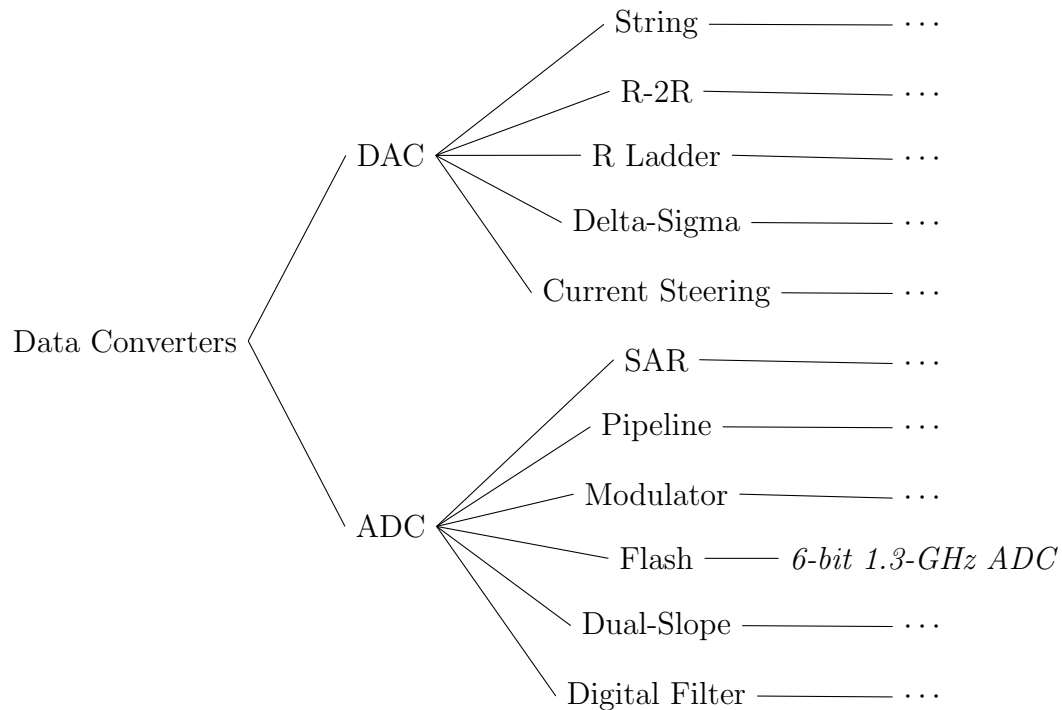 String ···
R-2R ···
DAC R Ladder ···
Delta-Sigma ···
Current Steering ···
Data Converters
SAR ···
Pipeline ···
Modulator ···
ADC
Flash 6-bit 1.3-GHz ADC
Dual-Slope ···
Digital Filter ···